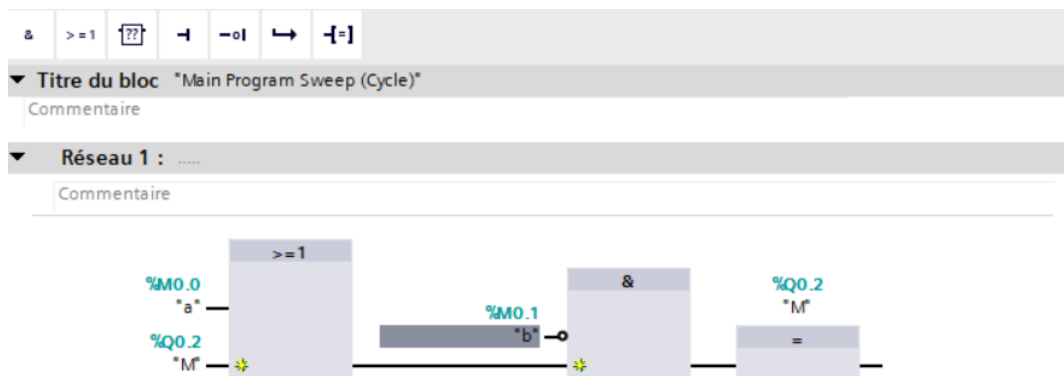 & >=1 ?? [=]
Titre du bloc "Main Program Sweep (Cycle)"
Commentaire
Réseau 1 : .....
Commentaire
>=1
%M0.0
"a"
%Q0.2
"M"
%M0.1
"b"
&
%Q0.2
"M"
=